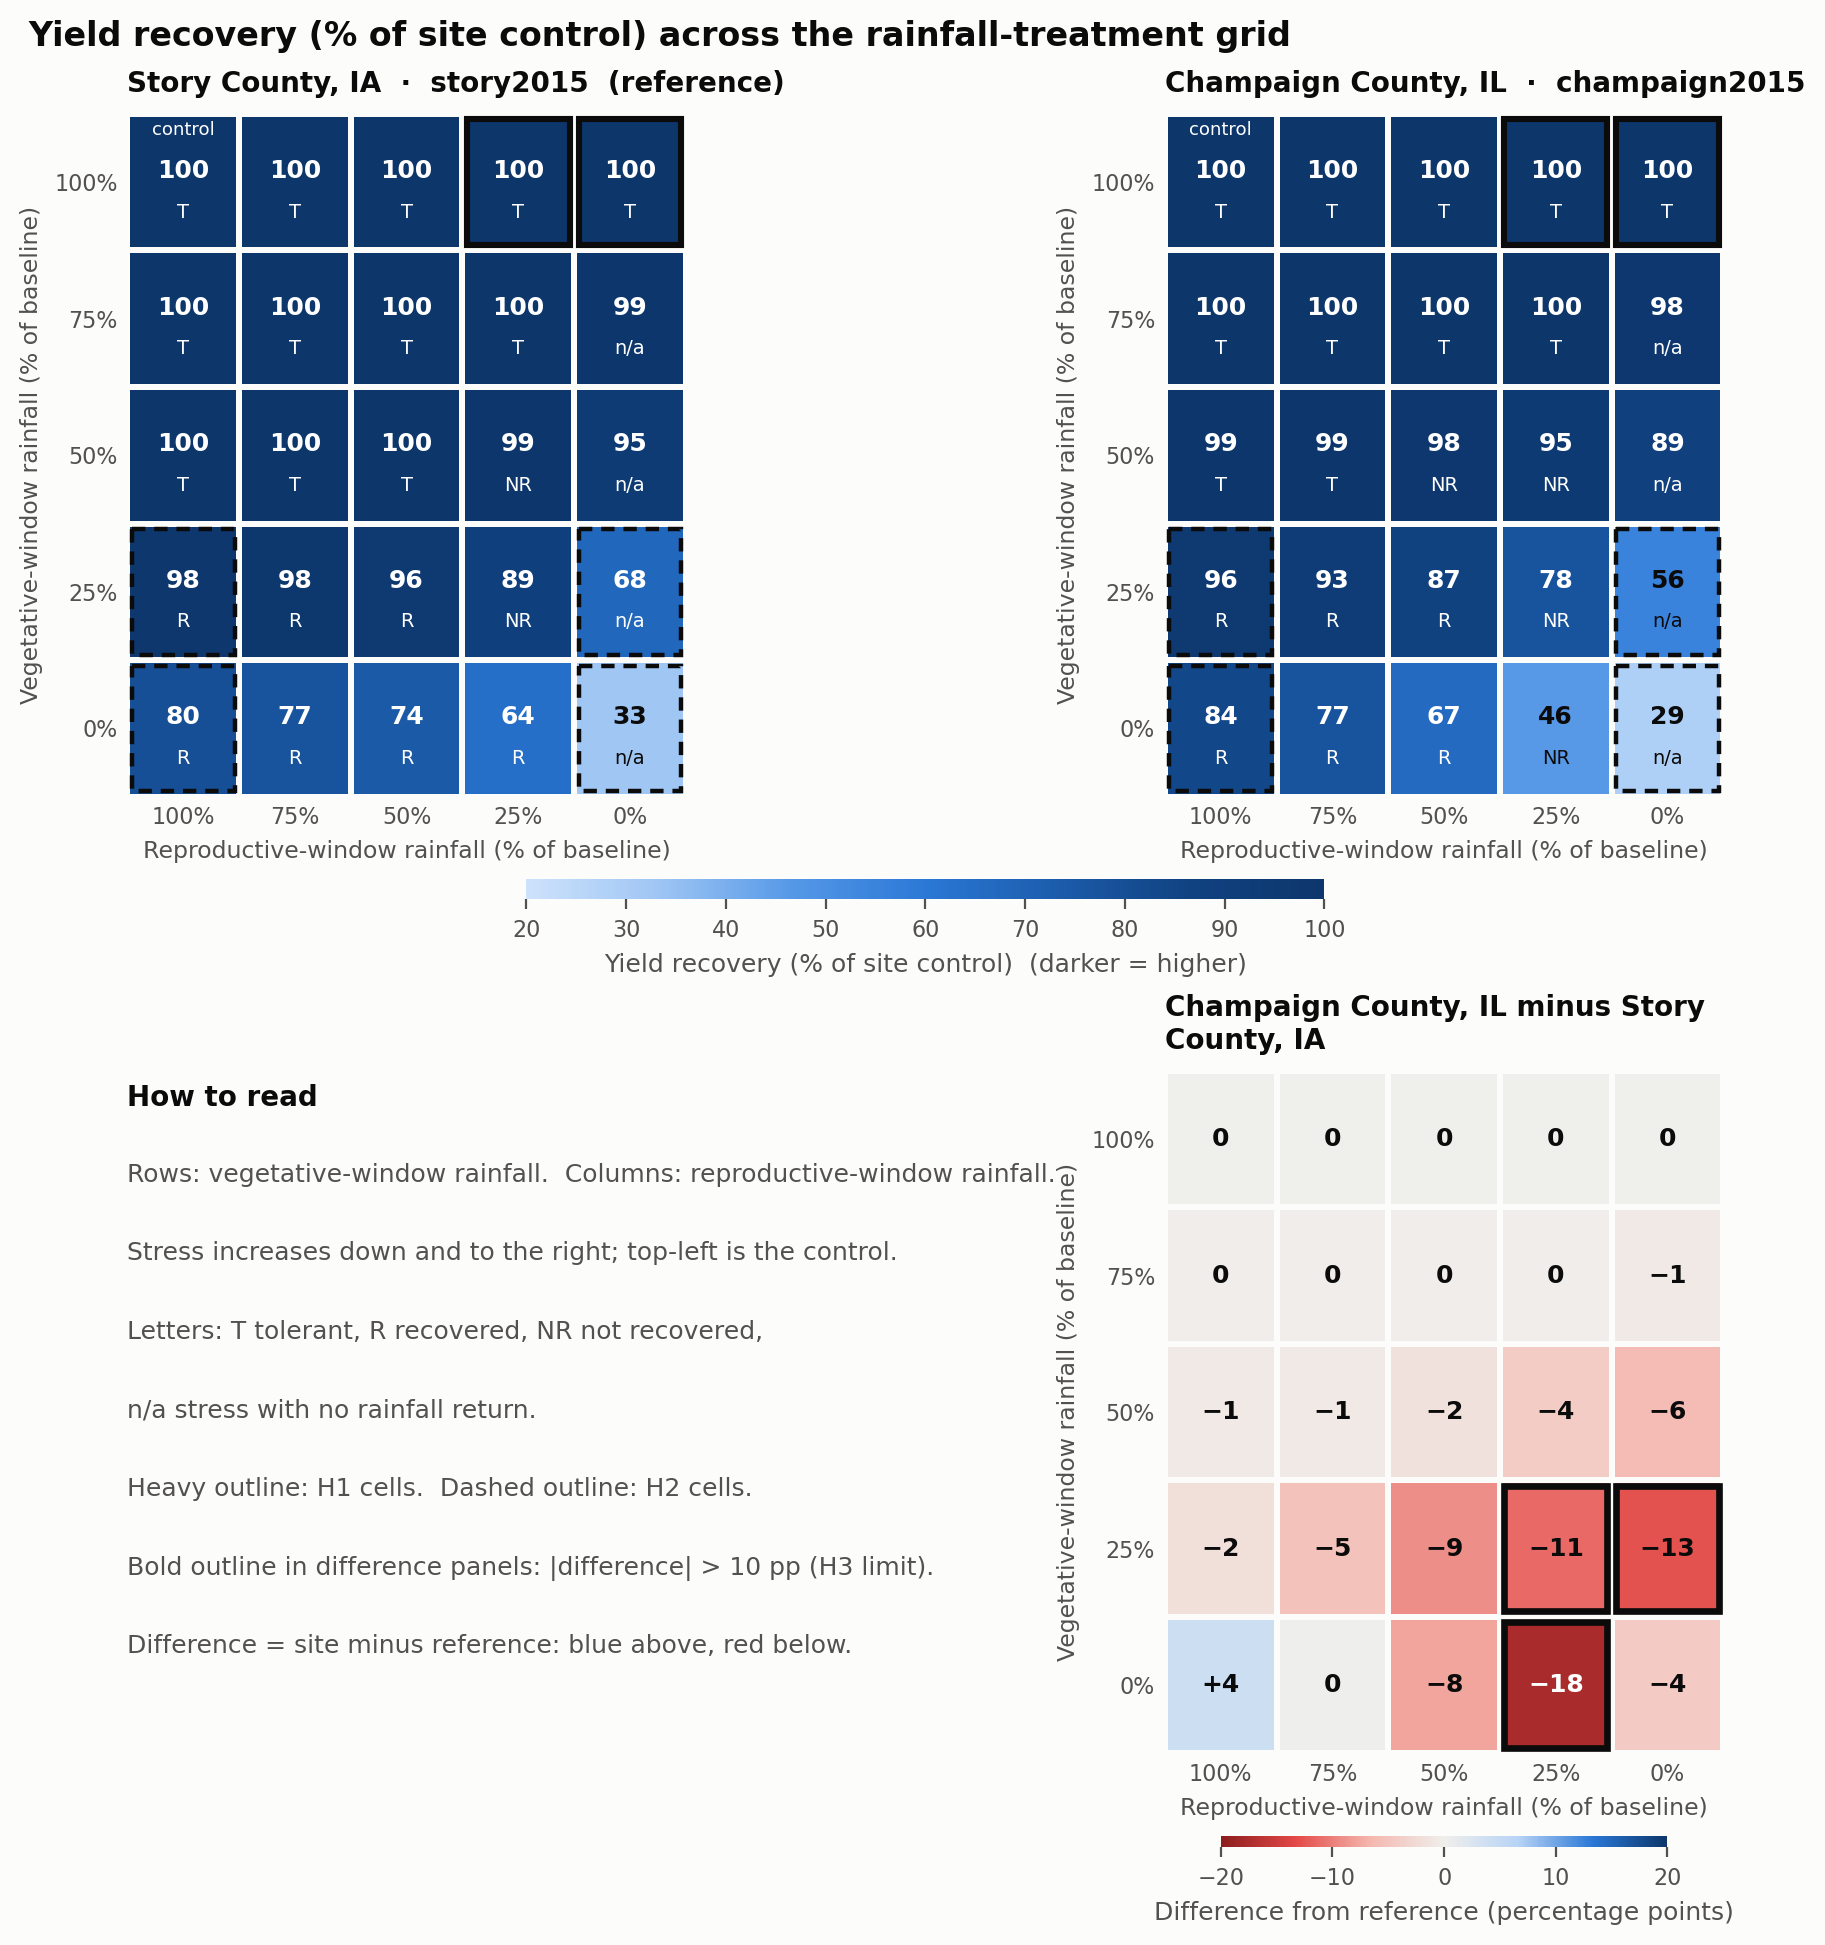 Yield recovery (% of site control) across the rainfall-treatment grid
Story County, IA · story2015 (reference)
control
100 100 100 100 100
T T T T T
100%
100 100 100 100 99
T T T T n/a
75%
100 100 100 99 95
T T T NR n/a
50%
98 98 96 89 68
R R R NR n/a
25%
80 77 74 64 33
R R R R n/a
0%
Vegetative-window rainfall (% of baseline)
100% 75% 50% 25% 0%
Reproductive-window rainfall (% of baseline)
Champaign County, IL · champaign2015
control
100 100 100 100 100
T T T T T
100%
100 100 100 100 98
T T T T n/a
75%
99 99 98 95 89
T T NR NR n/a
50%
96 93 87 78 56
R R R NR n/a
25%
84 77 67 46 29
R R R NR n/a
0%
Vegetative-window rainfall (% of baseline)
100% 75% 50% 25% 0%
Reproductive-window rainfall (% of baseline)
20 30 40 50 60 70 80 90 100
Yield recovery (% of site control) (darker = higher)
How to read
Rows: vegetative-window rainfall. Columns: reproductive-window rainfall.
Stress increases down and to the right; top-left is the control.
Letters: T tolerant, R recovered, NR not recovered,
n/a stress with no rainfall return.
Heavy outline: H1 cells. Dashed outline: H2 cells.
Bold outline in difference panels: |difference| > 10 pp (H3 limit).
Difference = site minus reference: blue above, red below.
Champaign County, IL minus Story
County, IA
100% 0 0 0 0 0
75% 0 0 0 0 −1
50% −1 −1 −2 −4 −6
25% −2 −5 −9 −11 −13
0% +4 0 −8 −18 −4
Vegetative-window rainfall (% of baseline)
100% 75% 50% 25% 0%
Reproductive-window rainfall (% of baseline)
−20 −10 0 10 20
Difference from reference (percentage points)